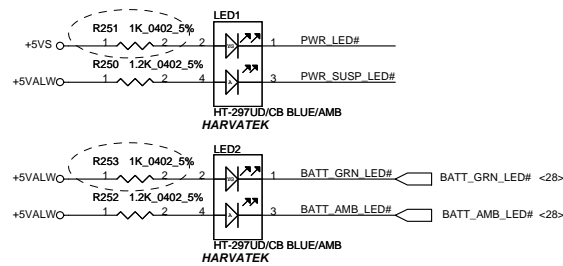 LED1
R251 1K_0402_5%
+5VS 1 2 2 1 PWR_LED#
R250 1.2K_0402_5%
+5VALW 1 2 4 A 3 PWR_SUSP_LED#
HT-297UD/CB BLUE/AMB
HARVATEK
LED2
R253 1K_0402_5%
+5VALW 1 2 2 1 BATT_GRN_LED# BATT_GRN_LED# <28>
R252 1.2K_0402_5%
+5VALW 1 2 4 A 3 BATT_AMB_LED# BATT_AMB_LED# <28>
HT-297UD/CB BLUE/AMB
HARVATEK